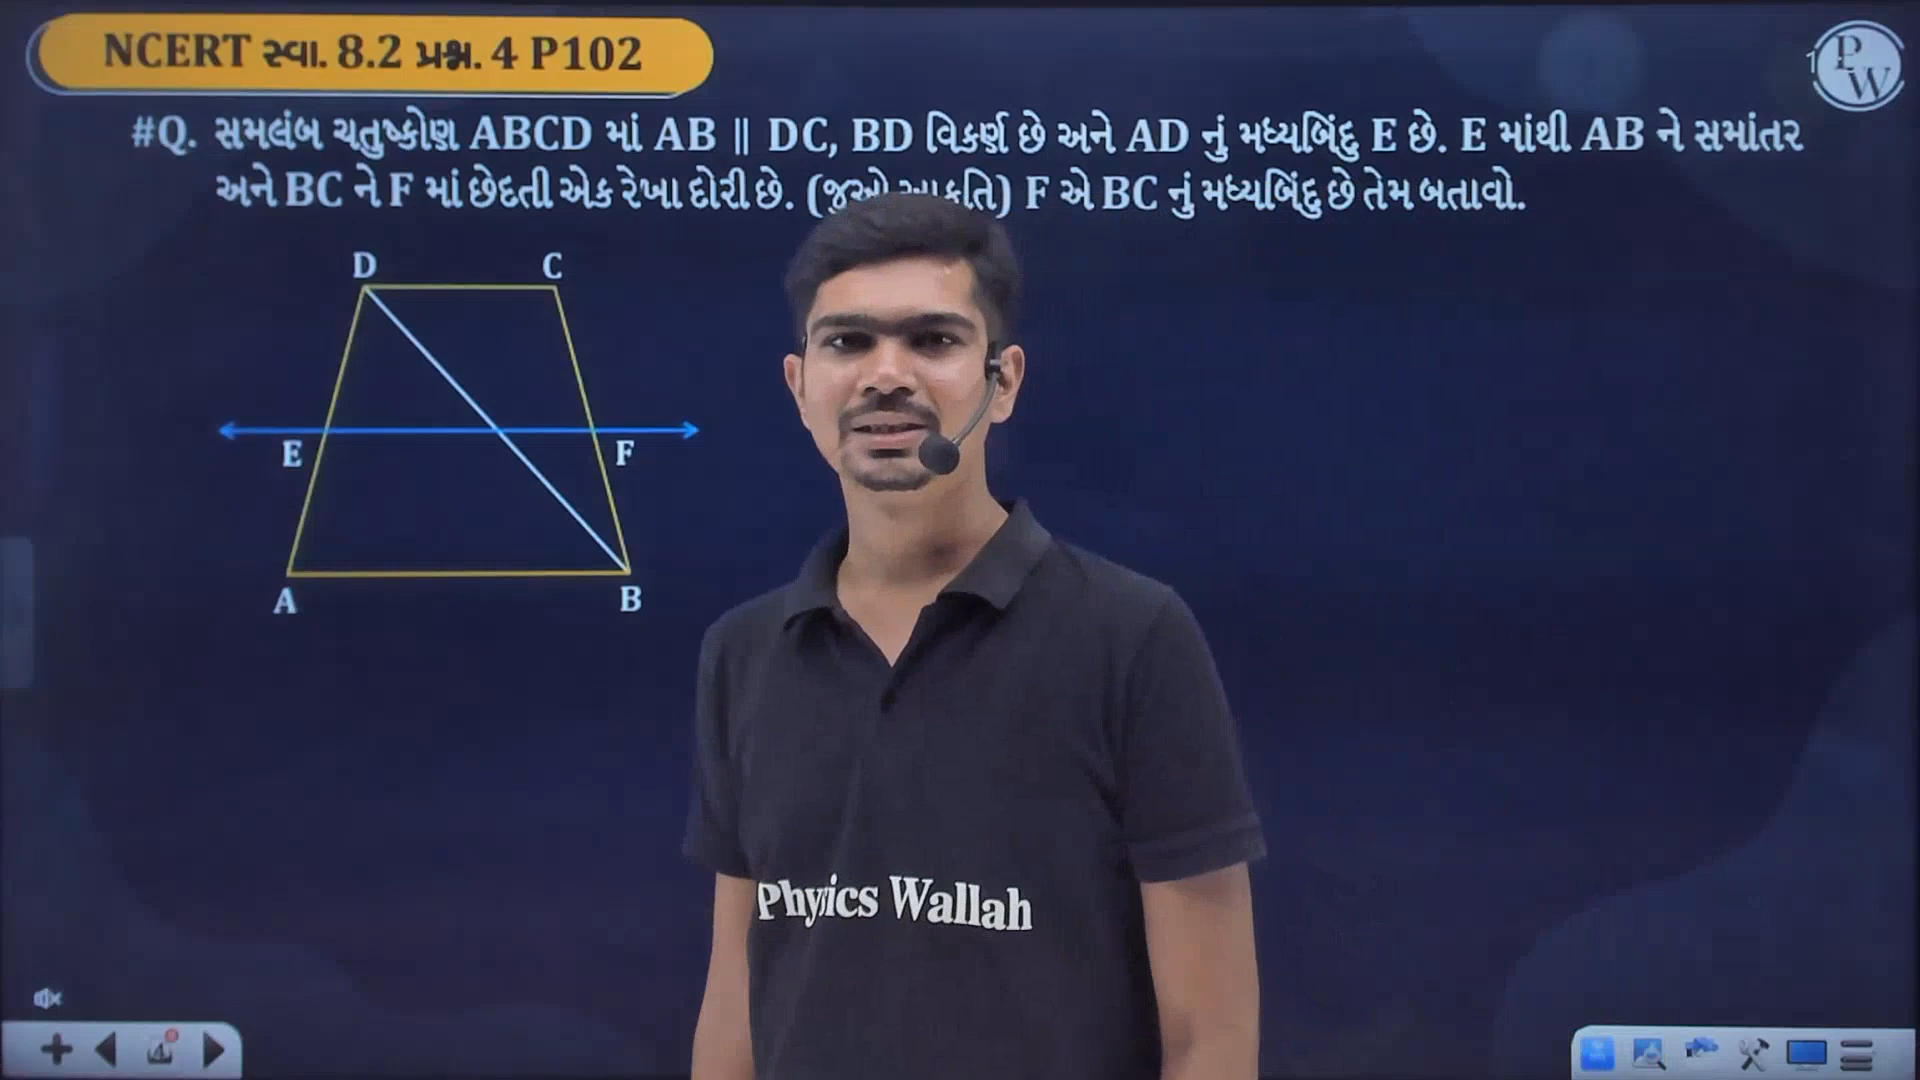 NCERT સ્વા. 8.2 પ્રશ્ન. 4 P102
PW
#Q. સમલંબ ચતુષ્કોણ ABCD માં AB || DC, BD વિકર્ણ છે અને AD નું મધ્યબિંદુ E છે. E માંથી AB ને સમાંતર
અને BC ને F માં છેદતી એક રેખા દોરી છે. F એ BC નું મધ્યબિંદુ છે તેમ બતાવો.
D C
E F
A B
Physics Wallah